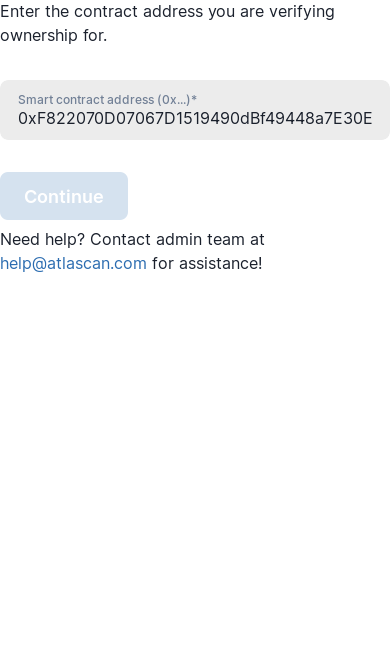 Enter the contract address you are verifying
ownership for.
Smart contract address (0x...)*
0xF822070D07067D1519490dBf49448a7E30E
Continue
Need help? Contact admin team at
help@atlascan.com for assistance!